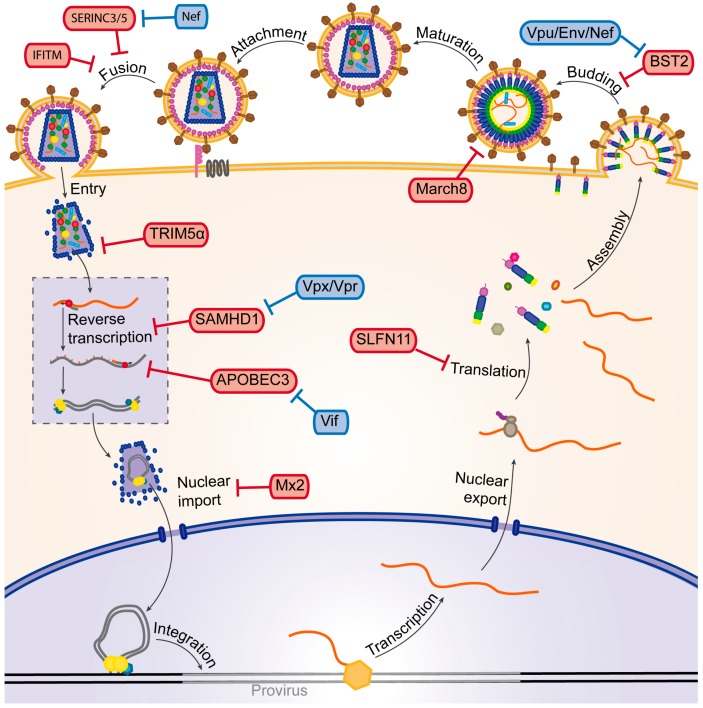 SERINC3/5
Nef
IFITM
Fusion
Attachment
Maturation
Vpu/Env/Nef
BST2
Budding
March8
Entry
TRIM5α
Reverse
transcription
Vpx/Vpr
SAMHD1
APOBEC3
Vif
SLFN11
Translation
Assembly
Nuclear
import
Mx2
Nuclear
export
Integration
Transcription
Provirus